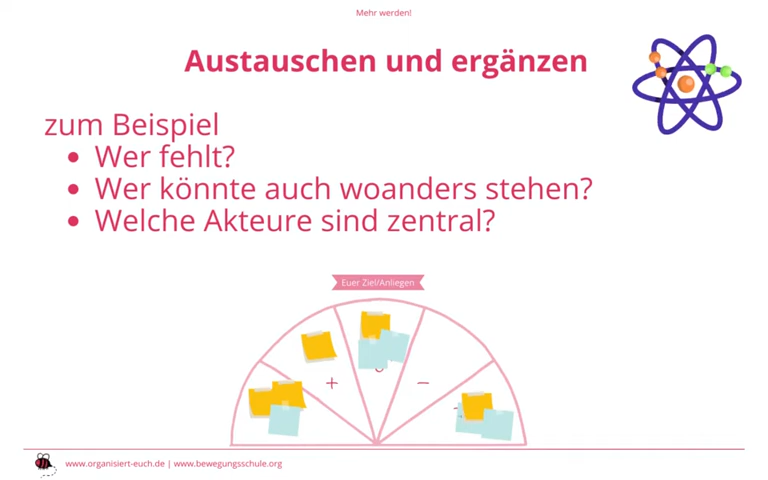 Mehr werden!
Austauschen und ergänzen
zum Beispiel
• Wer fehlt?
• Wer könnte auch woanders stehen?
• Welche Akteure sind zentral?
Euer Ziel/Anliegen
+
−
www.organisiert-euch.de | www.bewegungsschule.org